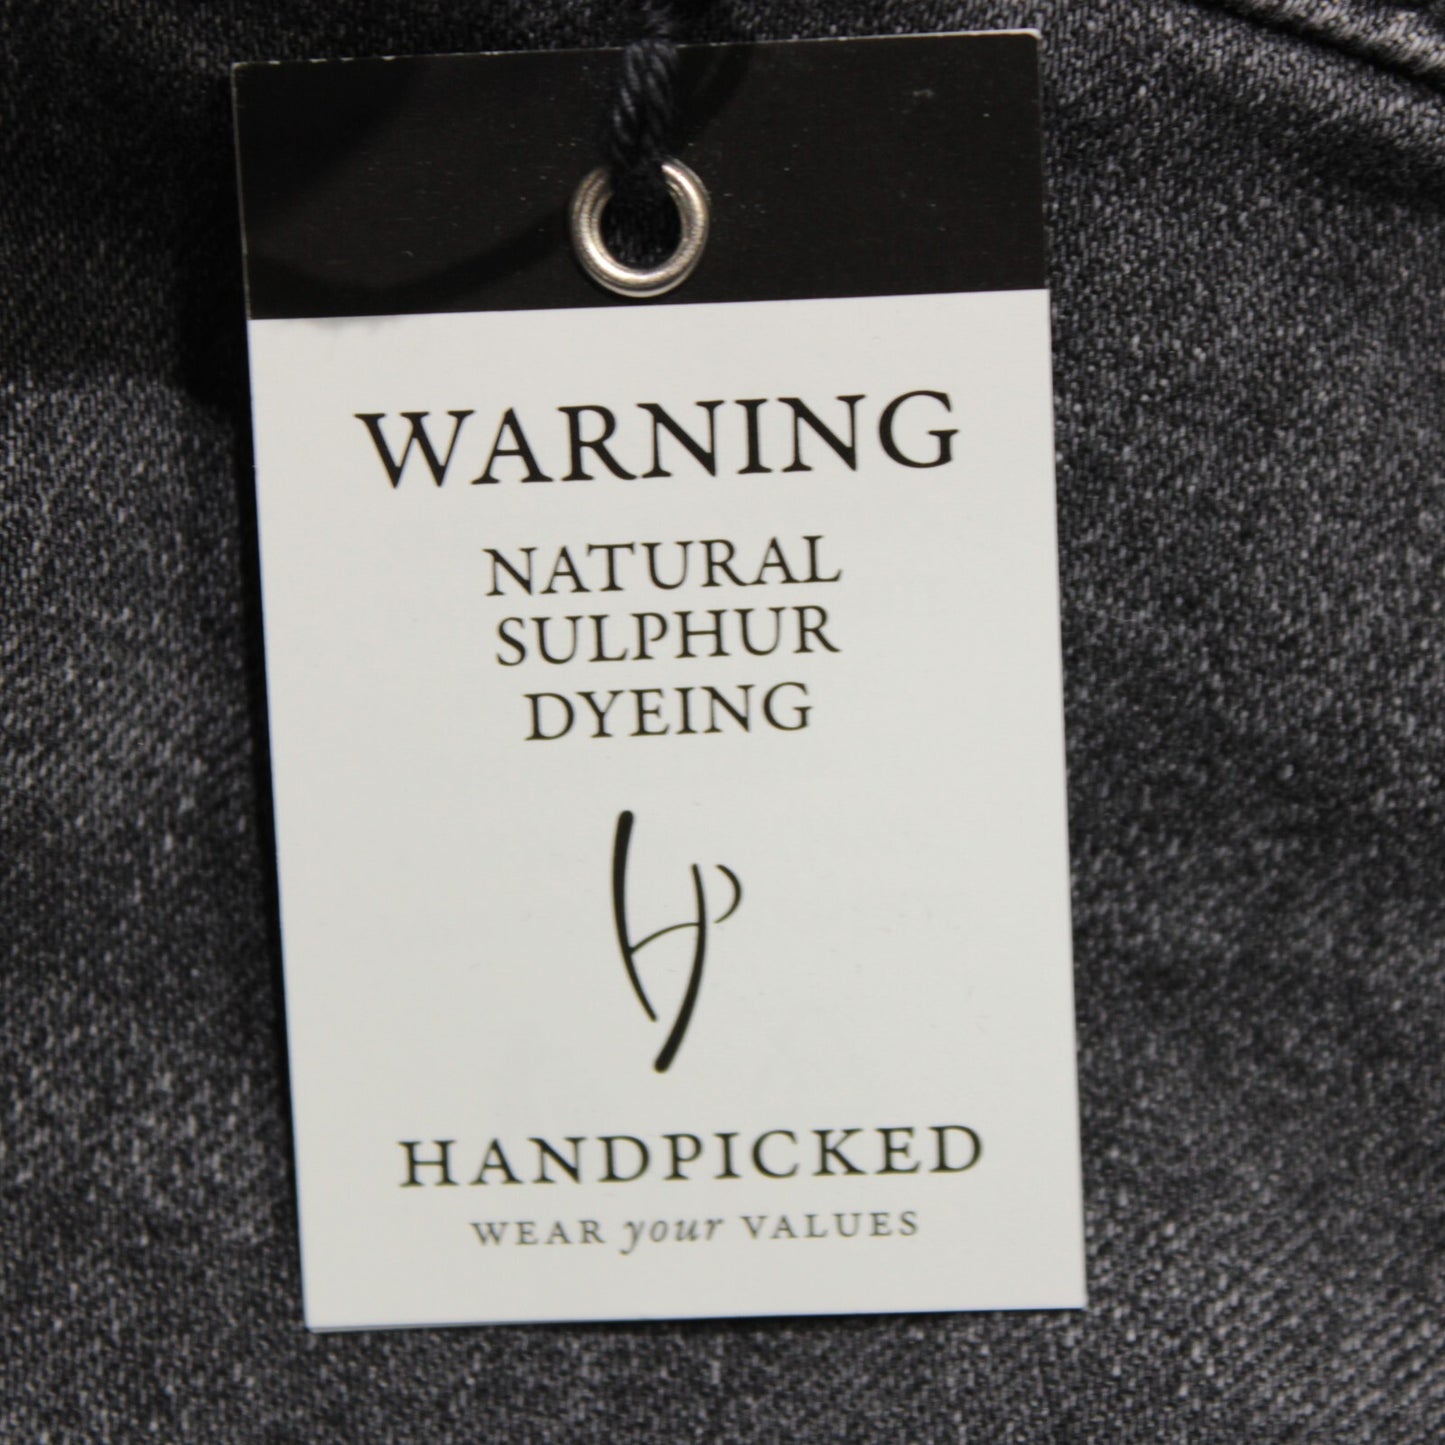 WARNING
NATURAL
SULPHUR
DYEING
HANDPICKED
WEAR your VALUES